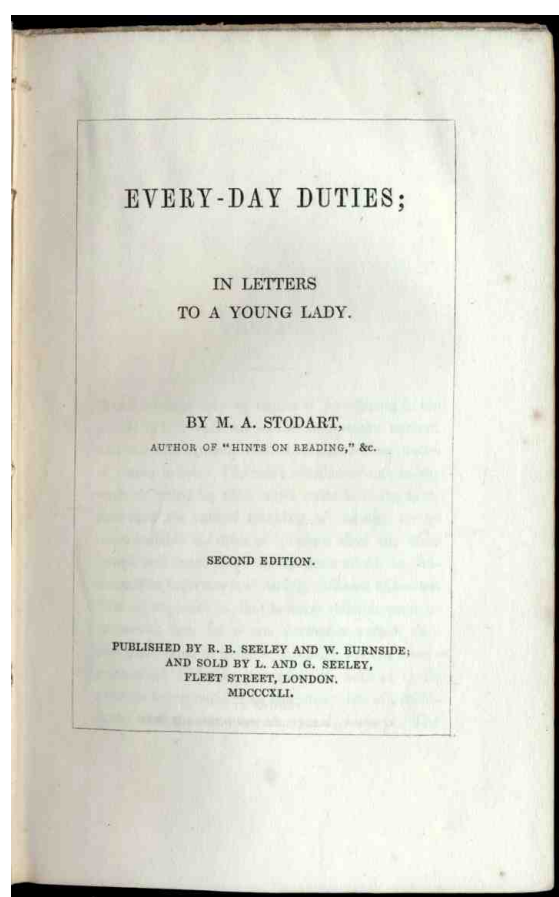 EVERY-DAY DUTIES;
IN LETTERS
TO A YOUNG LADY.
BY M. A. STODART,
AUTHOR OF "HINTS ON READING," &c.
SECOND EDITION.
PUBLISHED BY R. B. SEELEY AND W. BURNSIDE;
AND SOLD BY L. AND G. SEELEY,
FLEET STREET, LONDON.
MDCCCXLI.